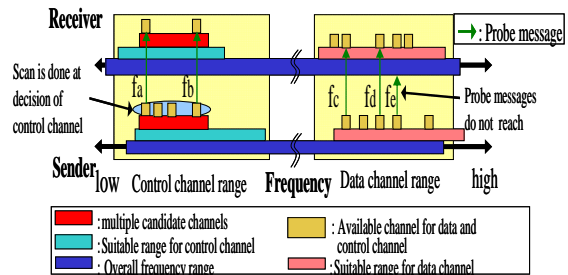 Receiver
: Probe message
Scan is done at
decision of
control channel
fa
fb
fc
fd
fe
Probe messages
do not reach
Sender
low
Control channel range
Frequency
Data channel range
high
: multiple candidate channels
: Suitable range for control channel
: Overall frequency range
: Available channel for data and
control channel
: Suitable range for data channel